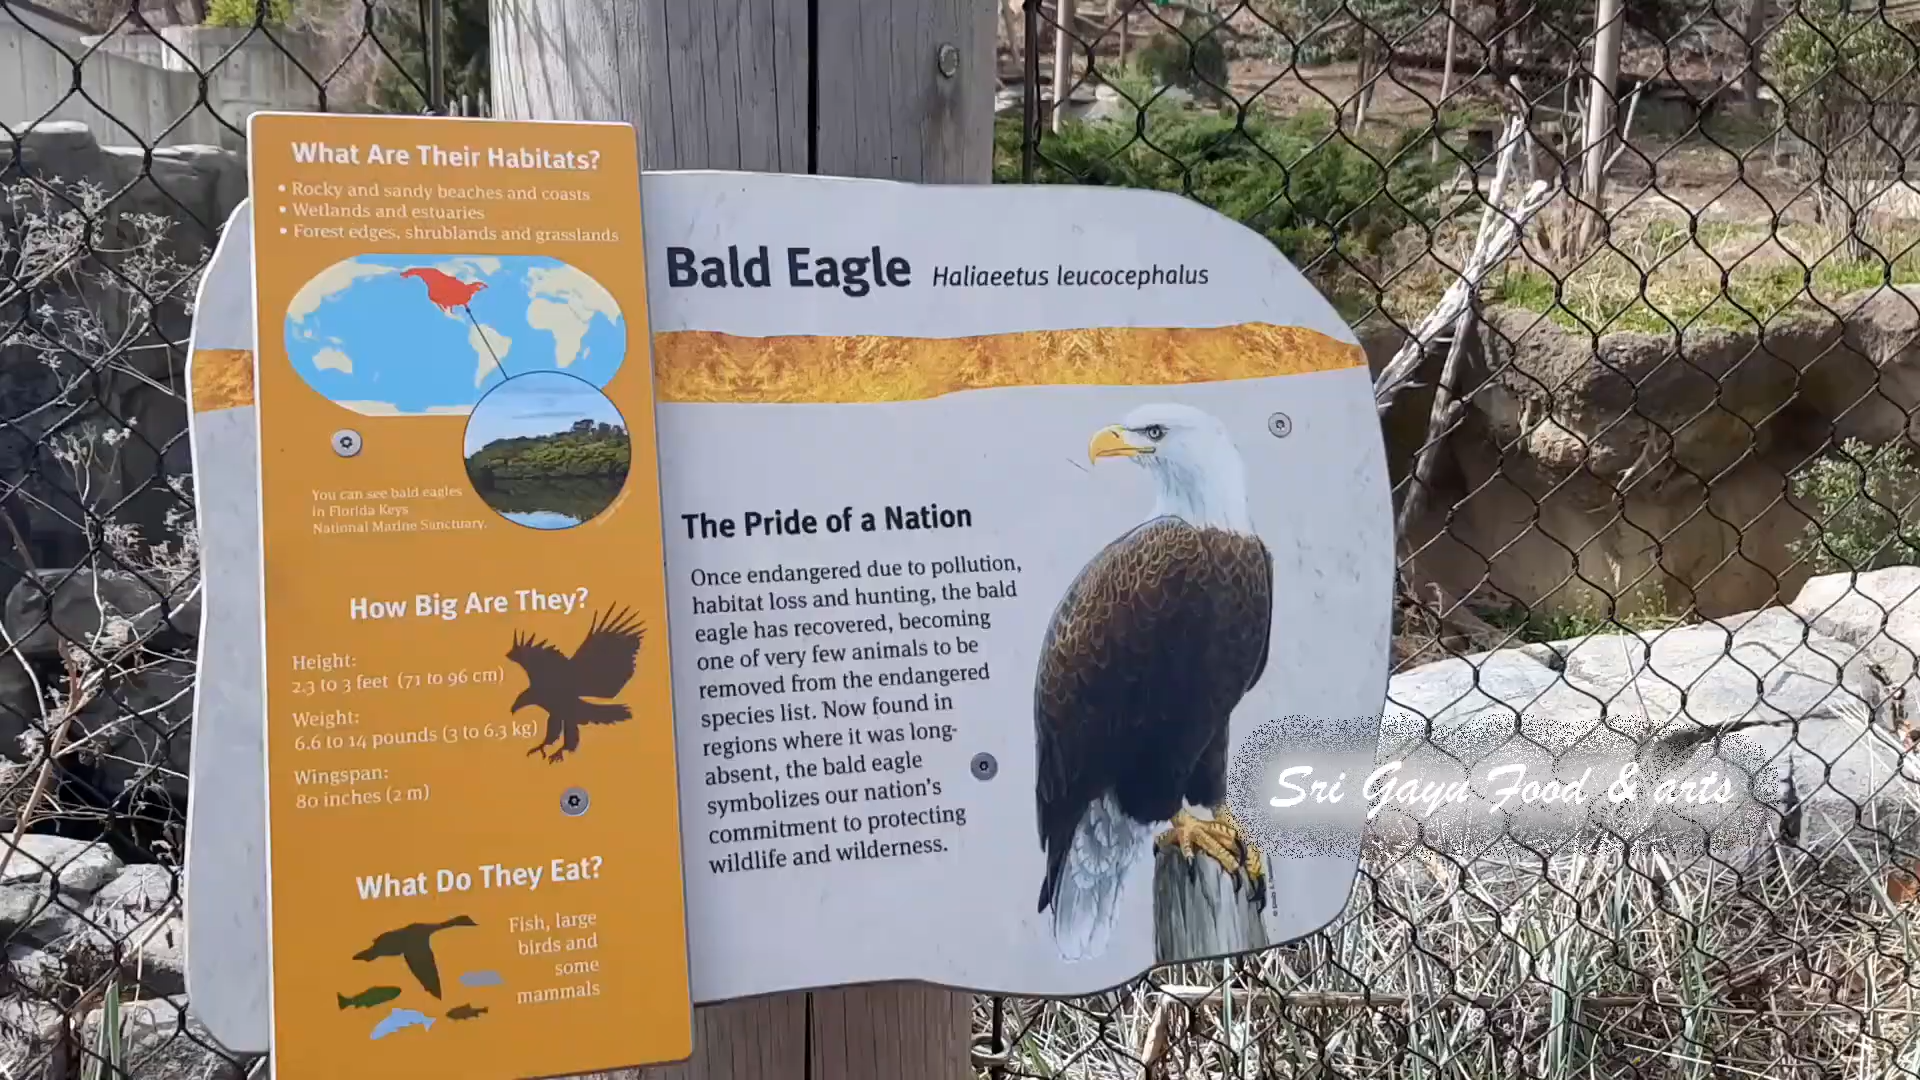 What Are Their Habitats?
• Rocky and sandy beaches and coasts
• Wetlands and estuaries
• Forest edges, shrublands and grasslands
You can see bald eagles
in Florida Keys
National Marine Sanctuary.
How Big Are They?
Height:
2.3 to 3 feet (71 to 96 cm)
Weight:
6.6 to 14 pounds (3 to 6.3 kg)
Wingspan:
80 inches (2 m)
What Do They Eat?
Fish, large
birds and
some
mammals
Bald Eagle Haliaeetus leucocephalus
The Pride of a Nation
Once endangered due to pollution,
habitat loss and hunting, the bald
eagle has recovered, becoming
one of very few animals to be
removed from the endangered
species list. Now found in
regions where it was long-
absent, the bald eagle
symbolizes our nation's
commitment to protecting
wildlife and wilderness.
Sri Gayu Food & arts